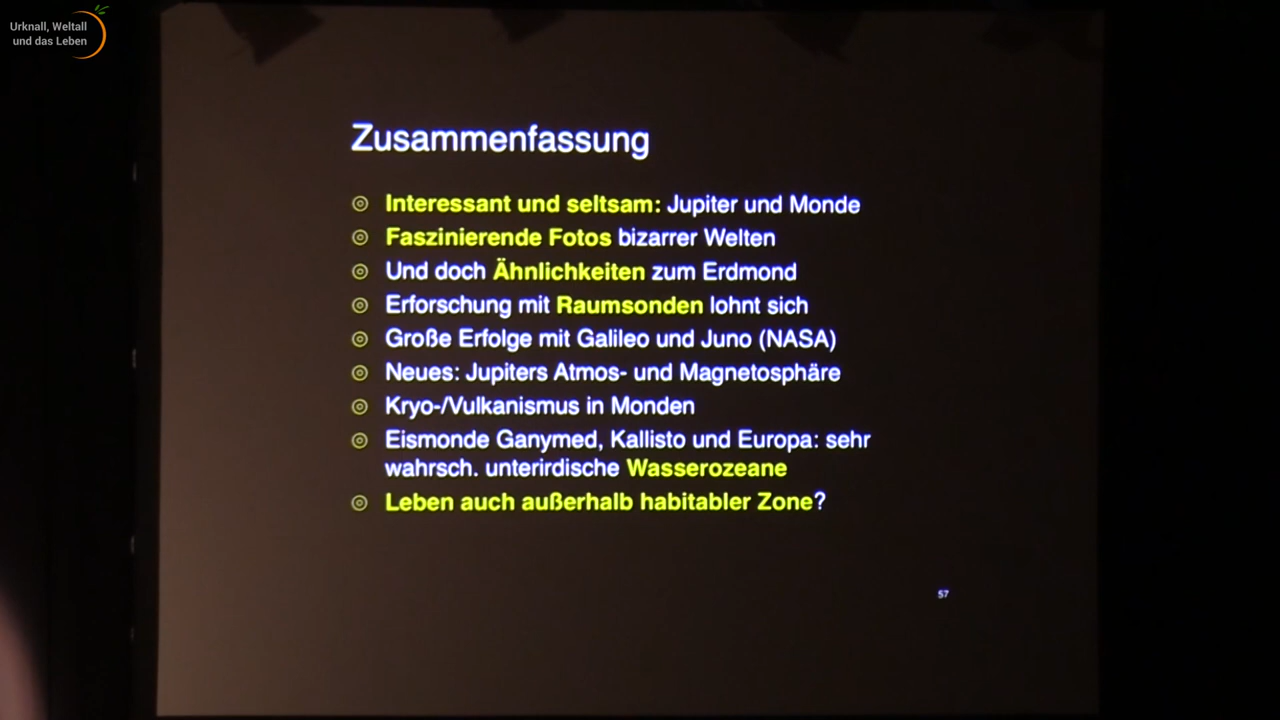 Urknall, Weltall
und das Leben
Zusammenfassung
Interessant und seltsam: Jupiter und Monde
Faszinierende Fotos bizarrer Welten
Und doch Ähnlichkeiten zum Erdmond
Erforschung mit Raumsonden lohnt sich
Große Erfolge mit Galileo und Juno (NASA)
Neues: Jupiters Atmos- und Magnetosphäre
Kryo-/Vulkanismus in Monden
Eismonde Ganymed, Kallisto und Europa: sehr
wahrsch. unterirdische Wasserozeane
Leben auch außerhalb habitabler Zone?
57